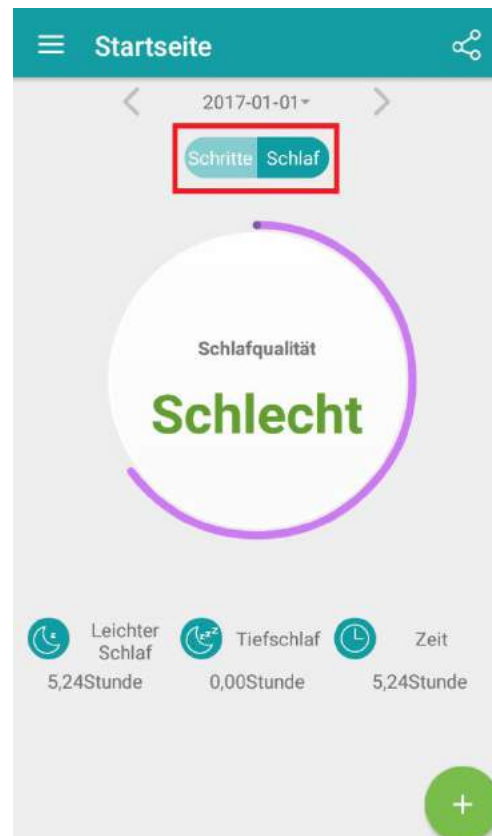 Startseite
2017-01-01
Schritte Schlaf
Schlafqualität
Schlecht
Leichter
Schlaf
Tiefschlaf
Zeit
5,24Stunde
0,00Stunde
5,24Stunde